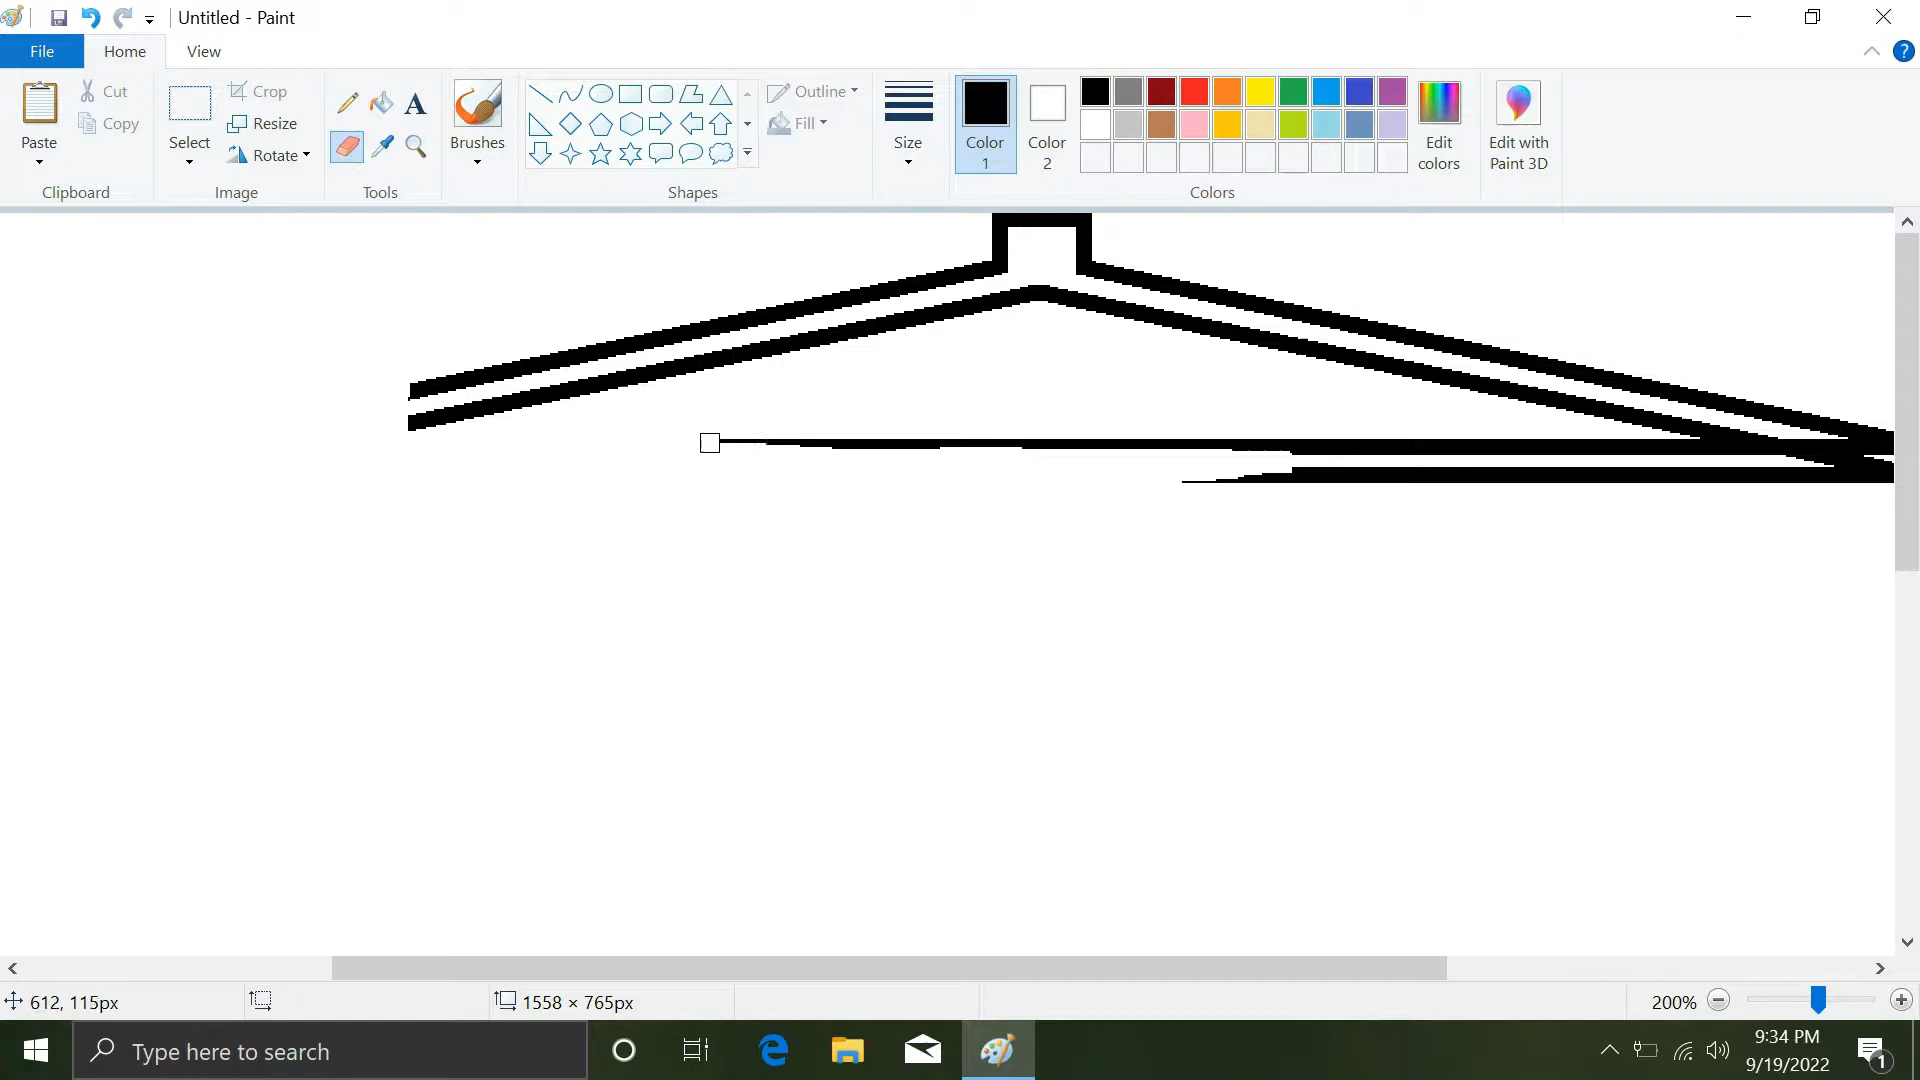 Untitled - Paint
File
Home
View
Paste
Cut
Copy
Clipboard
Select
Crop
Resize
Rotate
Image
A
Tools
Brushes
Outline
Fill
Shapes
Size
Color 1
Color 2
Edit colors
Colors
Edit with Paint 3D
?
612, 115px
1558 × 765px
200%
Type here to search
9:34 PM
9/19/2022
1